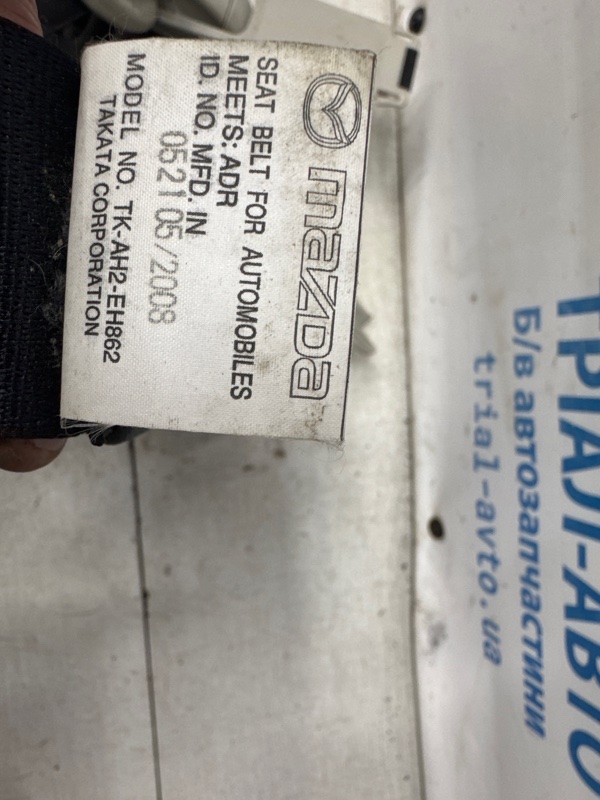 mazda
SEAT BELT FOR AUTOMOBILES
MEETS: ADR
ID. NO. MFD. IN
0521 05/2008
MODEL NO. TK-AH2-EH862
TAKATA CORPORATION
ТРІАЛ-АВТО
Б/в автозапчастини
trial-avto.ua